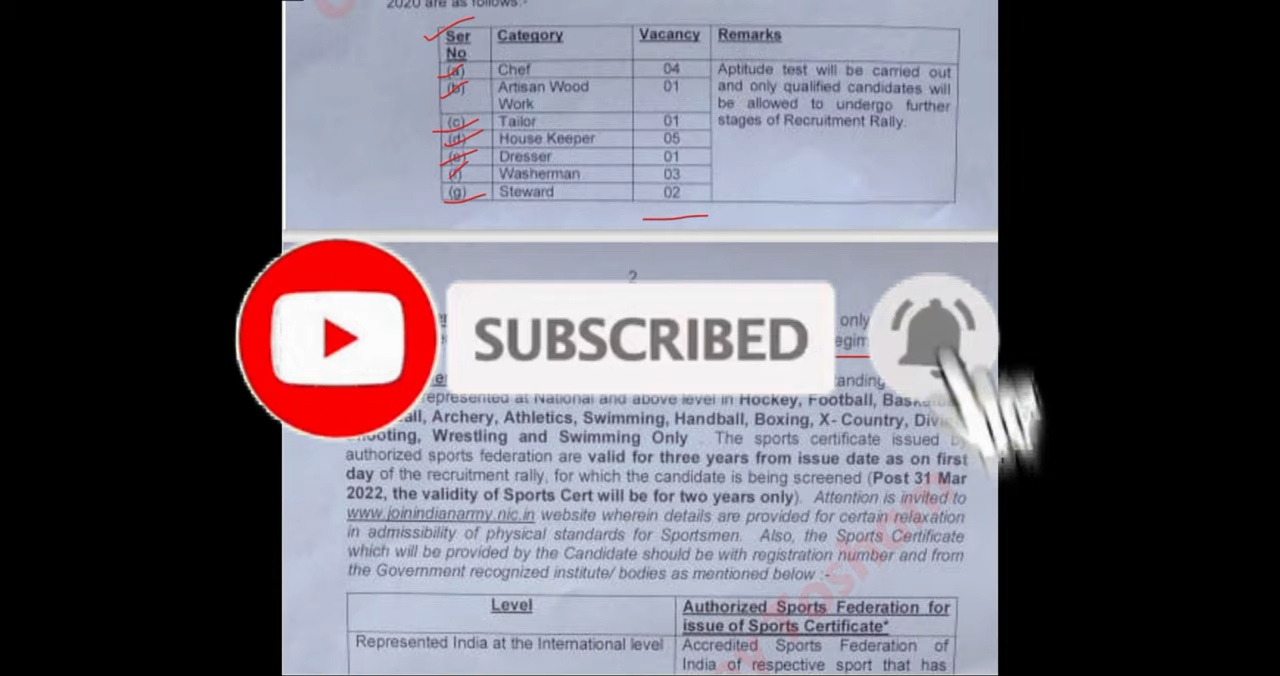 2020 are as follows:-
Ser No Category Vacancy Remarks
(a) Chef 04 Aptitude test will be carried out
(b) Artisan Wood Work 01 and only qualified candidates will
be allowed to undergo further
(c) Tailor 01 stages of Recruitment Rally.
(d) House Keeper 05
(e) Dresser 01
(f) Washerman 03
(g) Steward 02
2
only
SUBSCRIBED
represented at National and above level in Hockey, Football,
Archery, Athletics, Swimming, Handball, Boxing, X- Country,
Wrestling and Swimming Only . The sports certificate issued
authorized sports federation are valid for three years from issue date as on first
day of the recruitment rally, for which the candidate is being screened (Post 31 Mar
2022, the validity of Sports Cert will be for two years only). Attention is invited to
www.joinindianarmy.nic.in website wherein details are provided for certain relaxation
in admissibility of physical standards for Sportsmen. Also, the Sports Certificate
which will be provided by the Candidate should be with registration number and from
the Government recognized institute/ bodies as mentioned below :-
Level Authorized Sports Federation for
issue of Sports Certificate*
Represented India at the International level Accredited Sports Federation of
India of respective sport that has